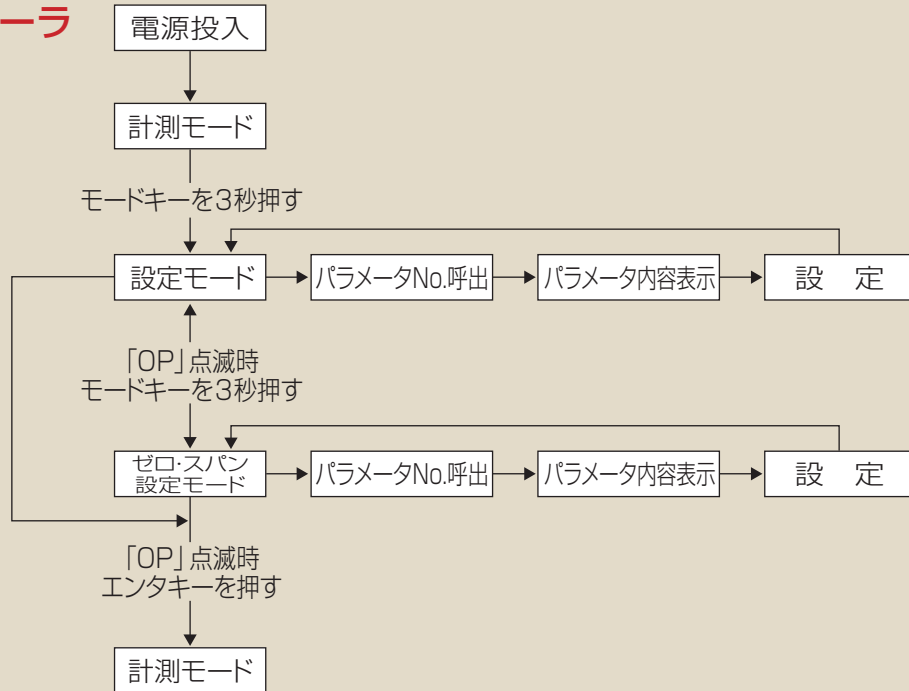 ーラ
電源投入
計測モード
モードキーを3秒押す
設定モード
パラメータNo.呼出
パラメータ内容表示
設 定
「OP」点滅時
モードキーを3秒押す
ゼロ・スパン
設定モード
パラメータNo.呼出
パラメータ内容表示
設 定
「OP」点滅時
エンタキーを押す
計測モード